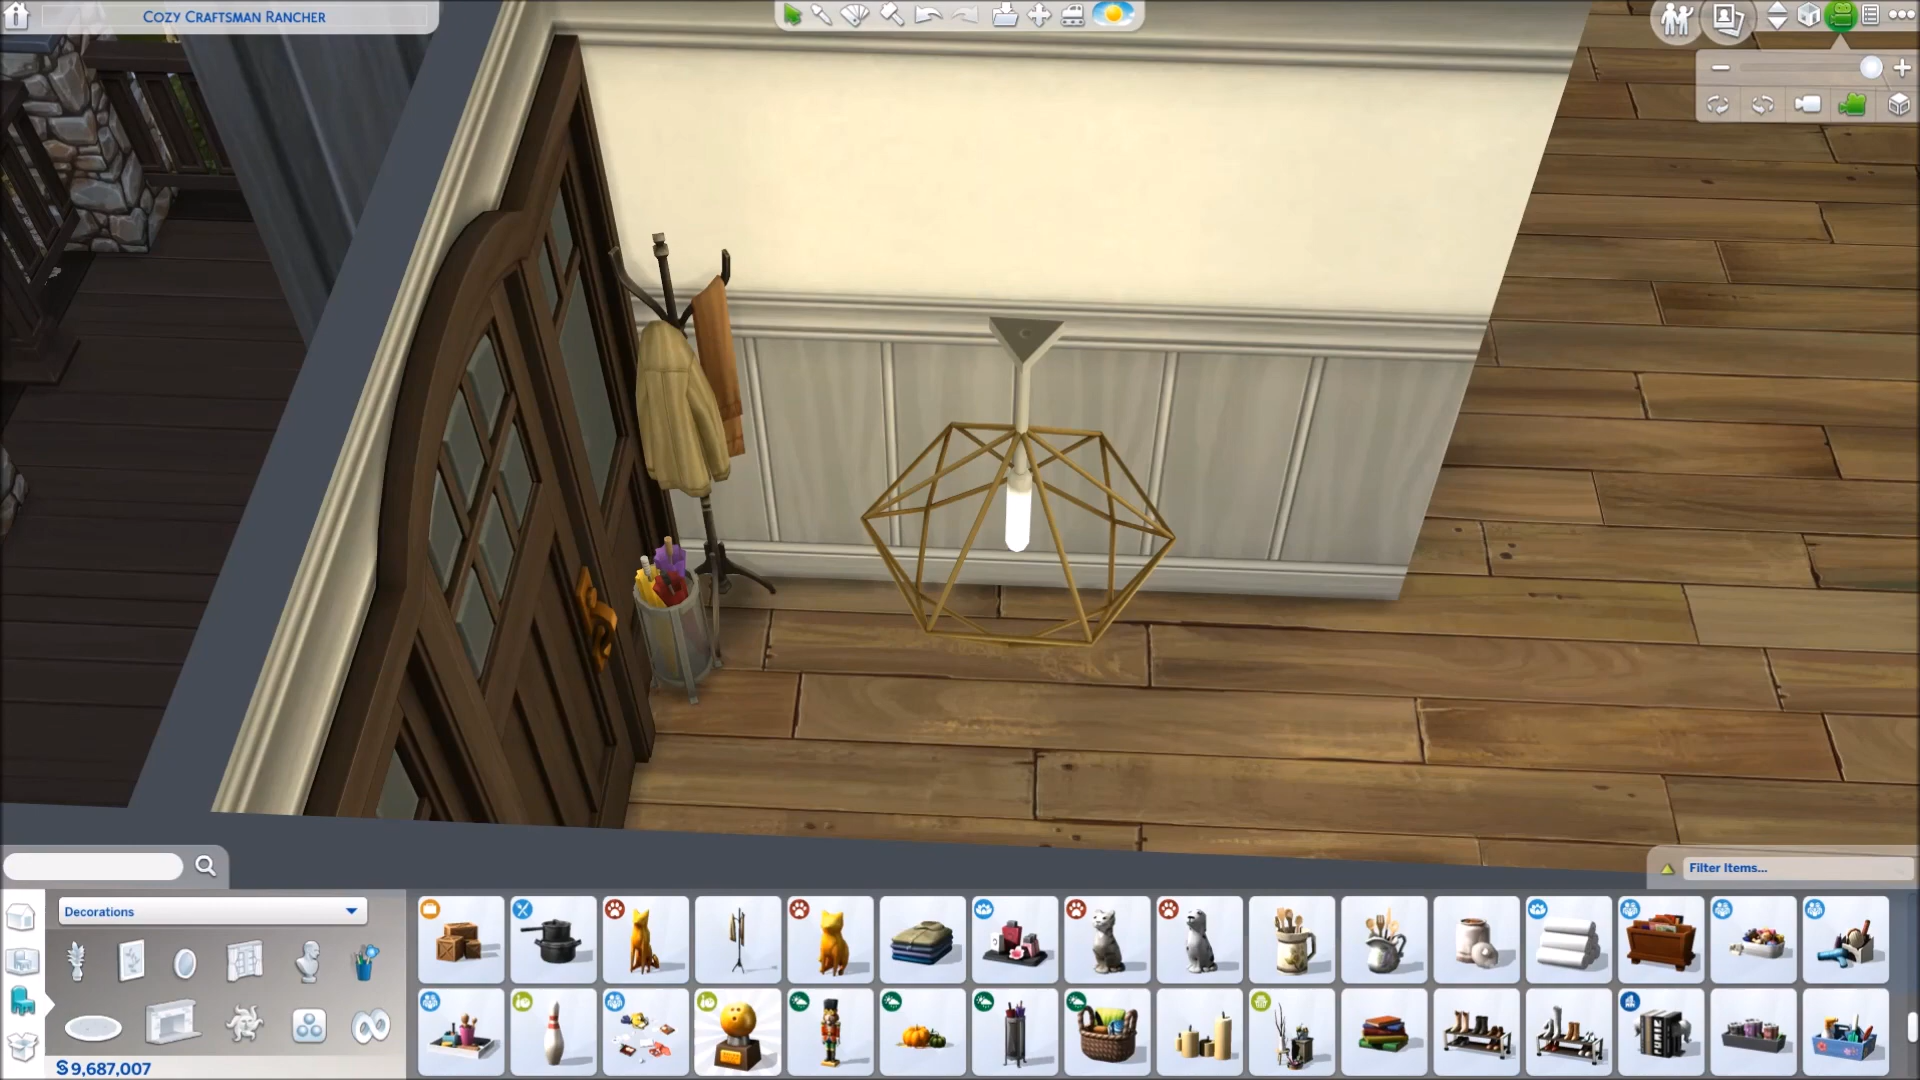 COZY CRAFTSMAN RANCHER
Filter Items...
Decorations
§9,687,007